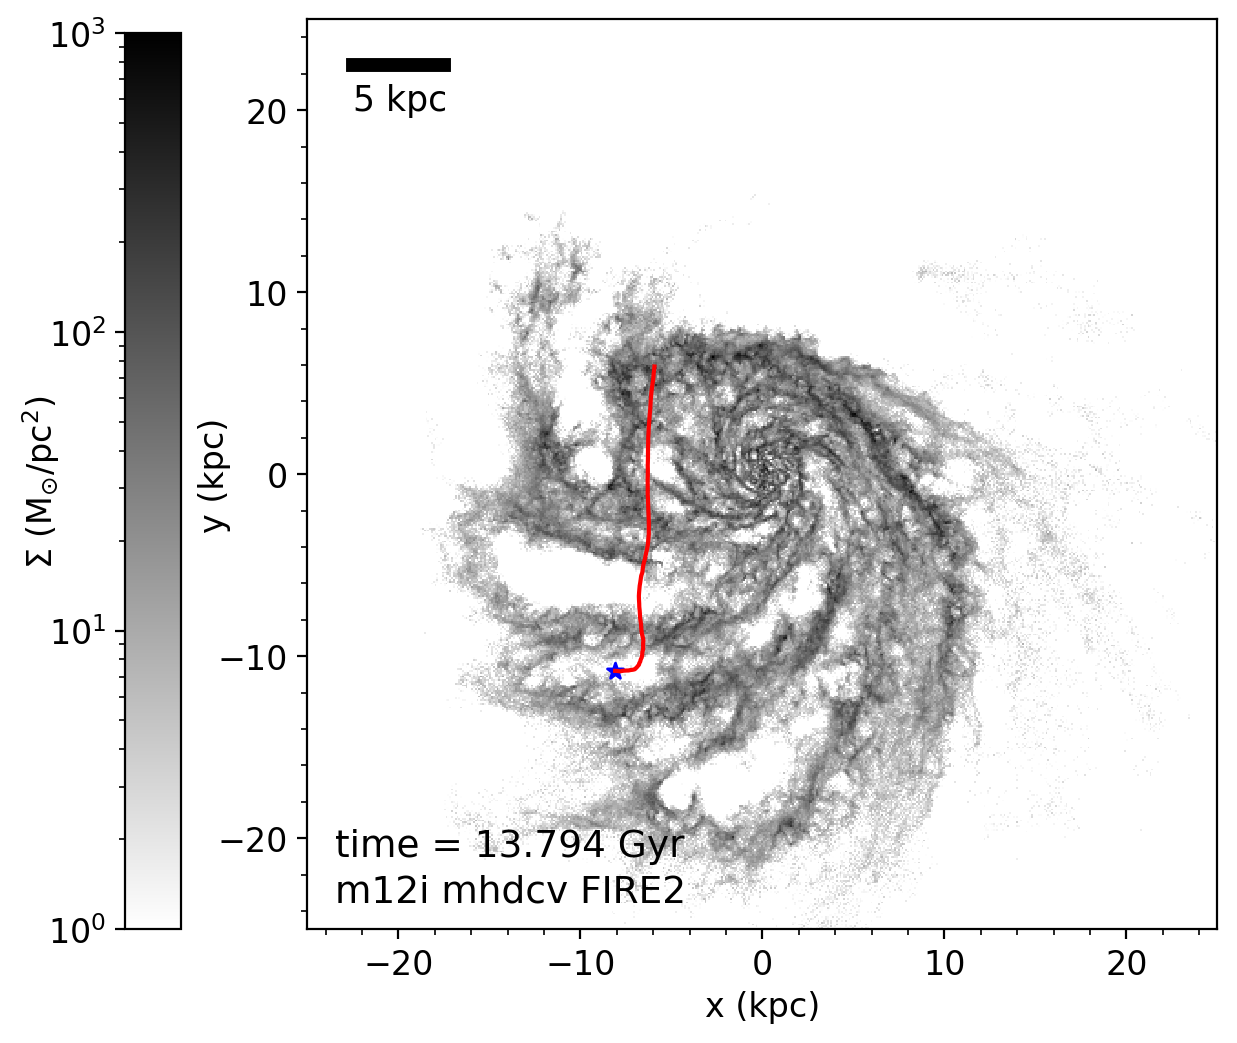 10³
10²
10¹
10⁰
Σ (M☉/pc²)
5 kpc
20
10
0
−10
−20
y (kpc)
time = 13.794 Gyr
m12i mhdcv FIRE2
−20
−10
0
10
20
x (kpc)